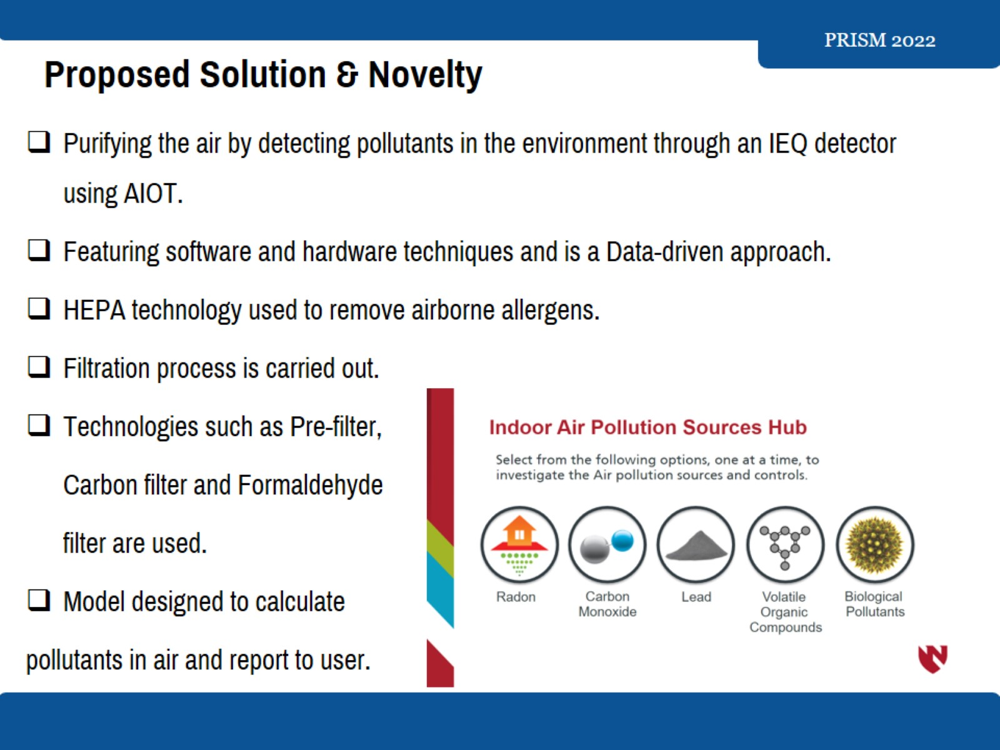 PRISM 2022
Proposed Solution & Novelty
Purifying the air by detecting pollutants in the environment through an IEQ detector
using AIOT.
Featuring software and hardware techniques and is a Data-driven approach.
HEPA technology used to remove airborne allergens.
Filtration process is carried out.
Technologies such as Pre-filter,
Carbon filter and Formaldehyde
filter are used.
Model designed to calculate
pollutants in air and report to user.
Indoor Air Pollution Sources Hub
Select from the following options, one at a time, to
investigate the Air pollution sources and controls.
Radon
Carbon
Monoxide
Lead
Volatile
Organic
Compounds
Biological
Pollutants
N